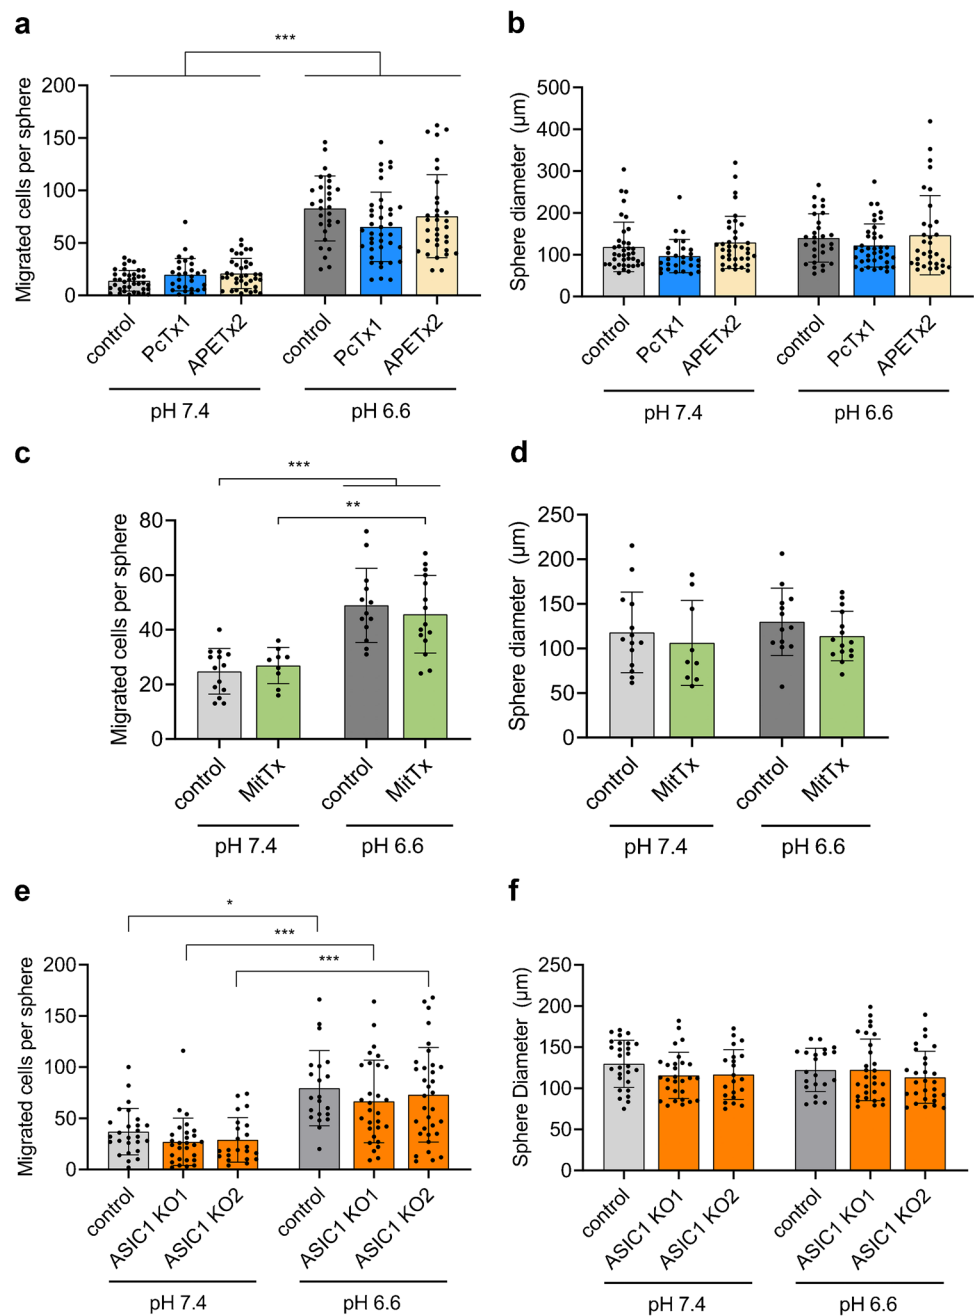 a
***
Migrated cells per sphere
200
150
100
50
0
control
PcTx1
APETx2
control
PcTx1
APETx2
pH 7.4
pH 6.6
b
Sphere diameter (µm)
500
400
300
200
100
0
control
PcTx1
APETx2
control
PcTx1
APETx2
pH 7.4
pH 6.6
c
***
**
Migrated cells per sphere
80
60
40
20
0
control
MitTx
control
MitTx
pH 7.4
pH 6.6
d
Sphere diameter (µm)
250
200
150
100
50
0
control
MitTx
control
MitTx
pH 7.4
pH 6.6
e
*
***
***
Migrated cells per sphere
200
150
100
50
0
control
ASIC1 KO1
ASIC1 KO2
control
ASIC1 KO1
ASIC1 KO2
pH 7.4
pH 6.6
f
Sphere Diameter (µm)
250
200
150
100
50
0
control
ASIC1 KO1
ASIC1 KO2
control
ASIC1 KO1
ASIC1 KO2
pH 7.4
pH 6.6